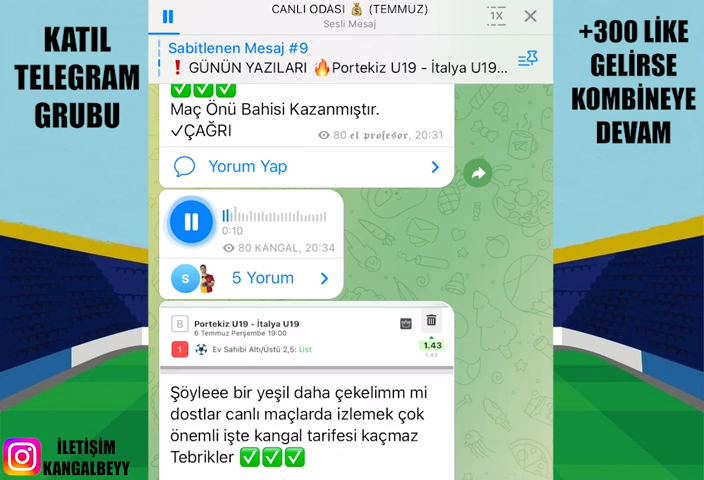 KATIL
TELEGRAM
GRUBU
CANLI ODASI 💰 (TEMMUZ)
Sesli Mesaj
1X
+300 LİKE
GELİRSE
KOMBİNEYE
DEVAM
Sabitlenen Mesaj #9
❗ GÜNÜN YAZILARI 🔥Portekiz U19 - İtalya U19...
✅✅✅
Maç Önü Bahisi Kazanmıştır.
✓ÇAĞRI
80 𝖊𝖑 𝖕𝖗𝖔𝖋𝖊𝖘𝖔𝖗, 20:31
Yorum Yap
0:10
80 KANGAL, 20:34
S
5 Yorum
B
Portekiz U19 - İtalya U19
6 Temmuz Perşembe 19:00
1
Ev Sahibi Altı/Üstü 2,5: Üst
1.43
1.43
Şöyleee bir yeşil daha çekelimm mi
dostlar canlı maçlarda izlemek çok
önemli işte kangal tarifesi kaçmaz
Tebrikler ✅✅✅
İLETİŞİM
KANGALBEYY